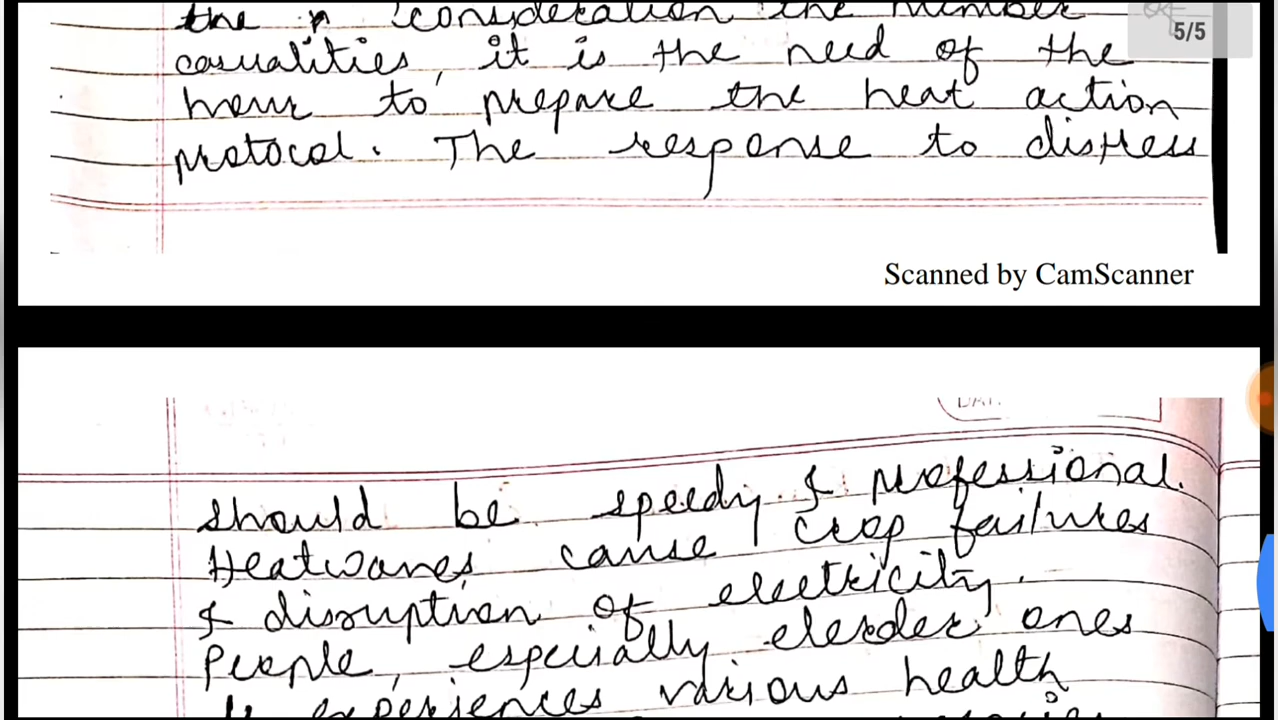 the r consideration the number
5/5
casualities, it is the need of the
hour to prepare the heat action
protocol. The response to distress
Scanned by CamScanner
should be speedy & professional.
Heatwaves cause crop failures
& disruption of electricity.
People, especially elerder ones
experiences various health